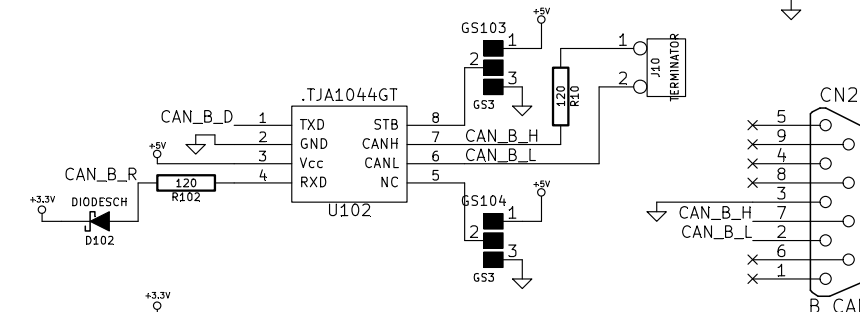 +5V
GS103
1
2
3
GS3
1
2
J10
TERMINATOR
120
R10
.TJA1044GT
CAN_B_D
1
TXD
STB
8
2
GND
CANH
7
CAN_B_H
+5V
3
Vcc
CANL
6
CAN_B_L
CAN_B_R
120
R102
4
RXD
NC
5
U102
+3.3V
DIODESCH
D102
+5V
GS104
1
2
3
GS3
+3.3V
CN2
5
9
4
8
3
CAN_B_H
7
CAN_B_L
2
6
1